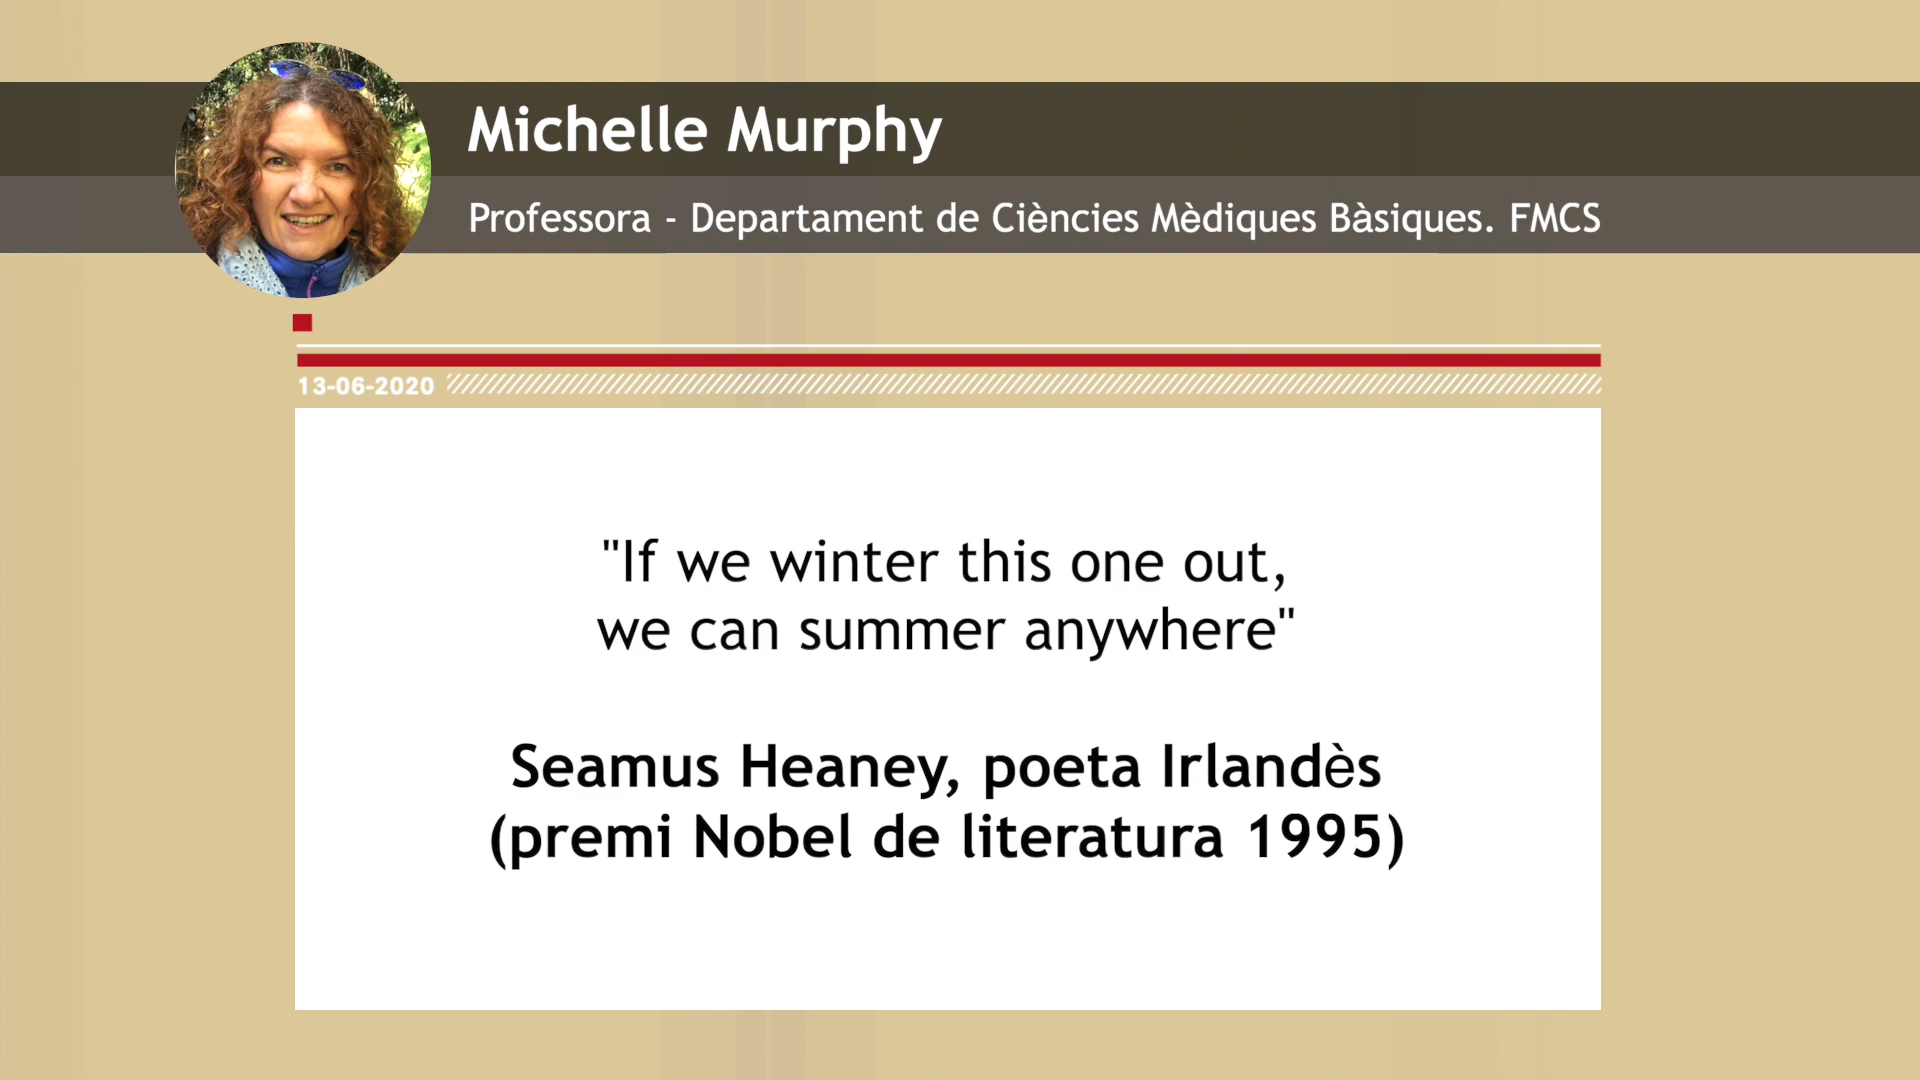 Michelle Murphy
Professora - Departament de Ciències Mèdiques Bàsiques. FMCS
13-06-2020
"If we winter this one out,
we can summer anywhere"
Seamus Heaney, poeta Irlandès
(premi Nobel de literatura 1995)